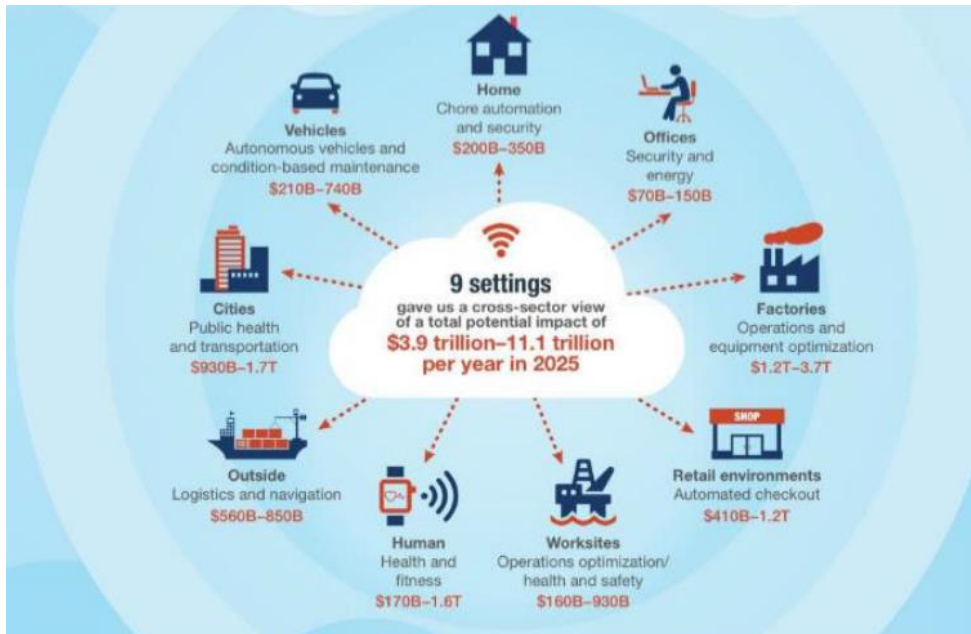 Home
Chore automation
and security
$200B–350B
Offices
Security and
energy
$70B–150B
Factories
Operations and
equipment optimization
$1.2T–3.7T
SHOP
Retail environments
Automated checkout
$410B–1.2T
Worksites
Operations optimization/
health and safety
$160B–930B
Human
Health and
fitness
$170B–1.6T
Outside
Logistics and navigation
$560B–850B
Cities
Public health
and transportation
$930B–1.7T
Vehicles
Autonomous vehicles and
condition-based maintenance
$210B–740B
9 settings
gave us a cross-sector view
of a total potential impact of
$3.9 trillion–11.1 trillion
per year in 2025